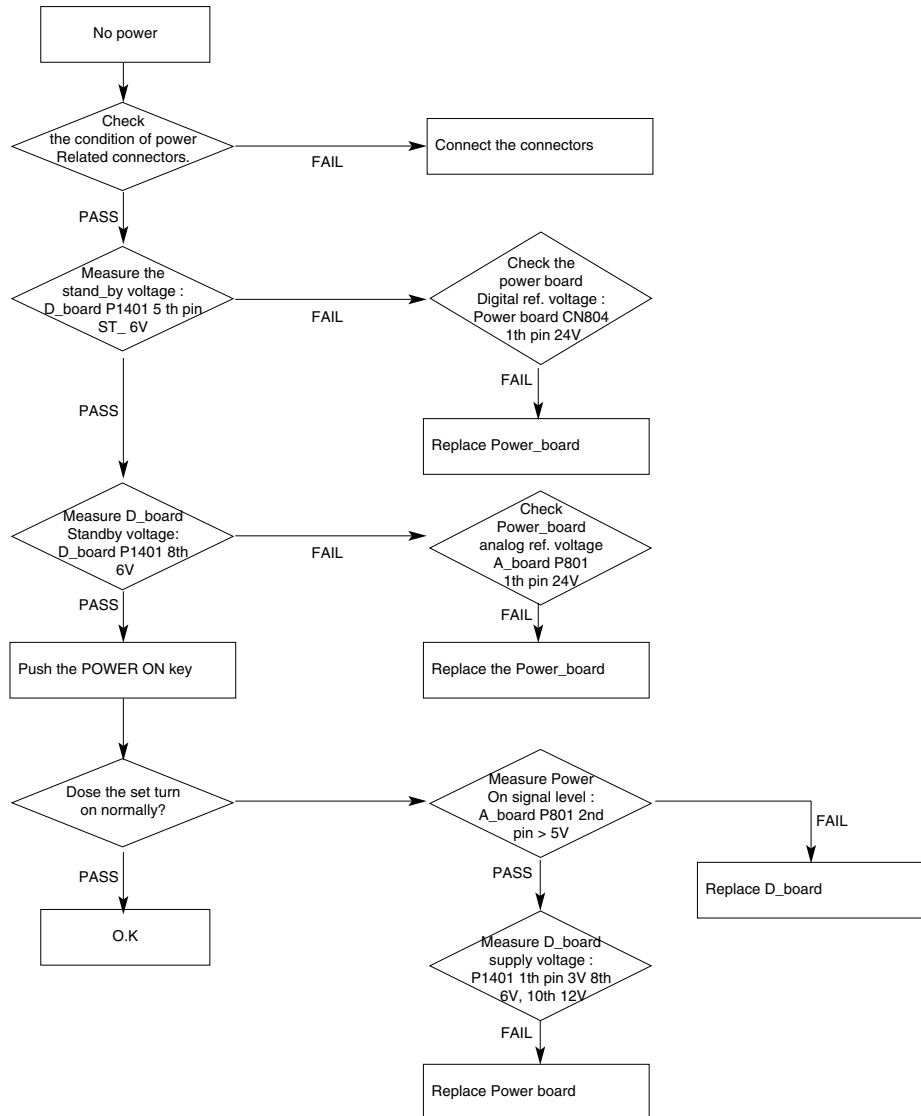 No power
Check
the condition of power
Related connectors.
FAIL
Connect the connectors
PASS
Measure the
stand_by voltage :
D_board P1401 5 th pin
ST_ 6V
FAIL
Check the
power board
Digital ref. voltage :
Power board CN804
1th pin 24V
FAIL
Replace Power_board
PASS
Measure D_board
Standby voltage:
D_board P1401 8th
6V
FAIL
Check
Power_board
analog ref. voltage
A_board P801
1th pin 24V
FAIL
Replace the Power_board
PASS
Push the POWER ON key
Dose the set turn
on normally?
Measure Power
On signal level :
A_board P801 2nd
pin > 5V
FAIL
Replace D_board
PASS
O.K
PASS
Measure D_board
supply voltage :
P1401 1th pin 3V 8th
6V, 10th 12V
FAIL
Replace Power board